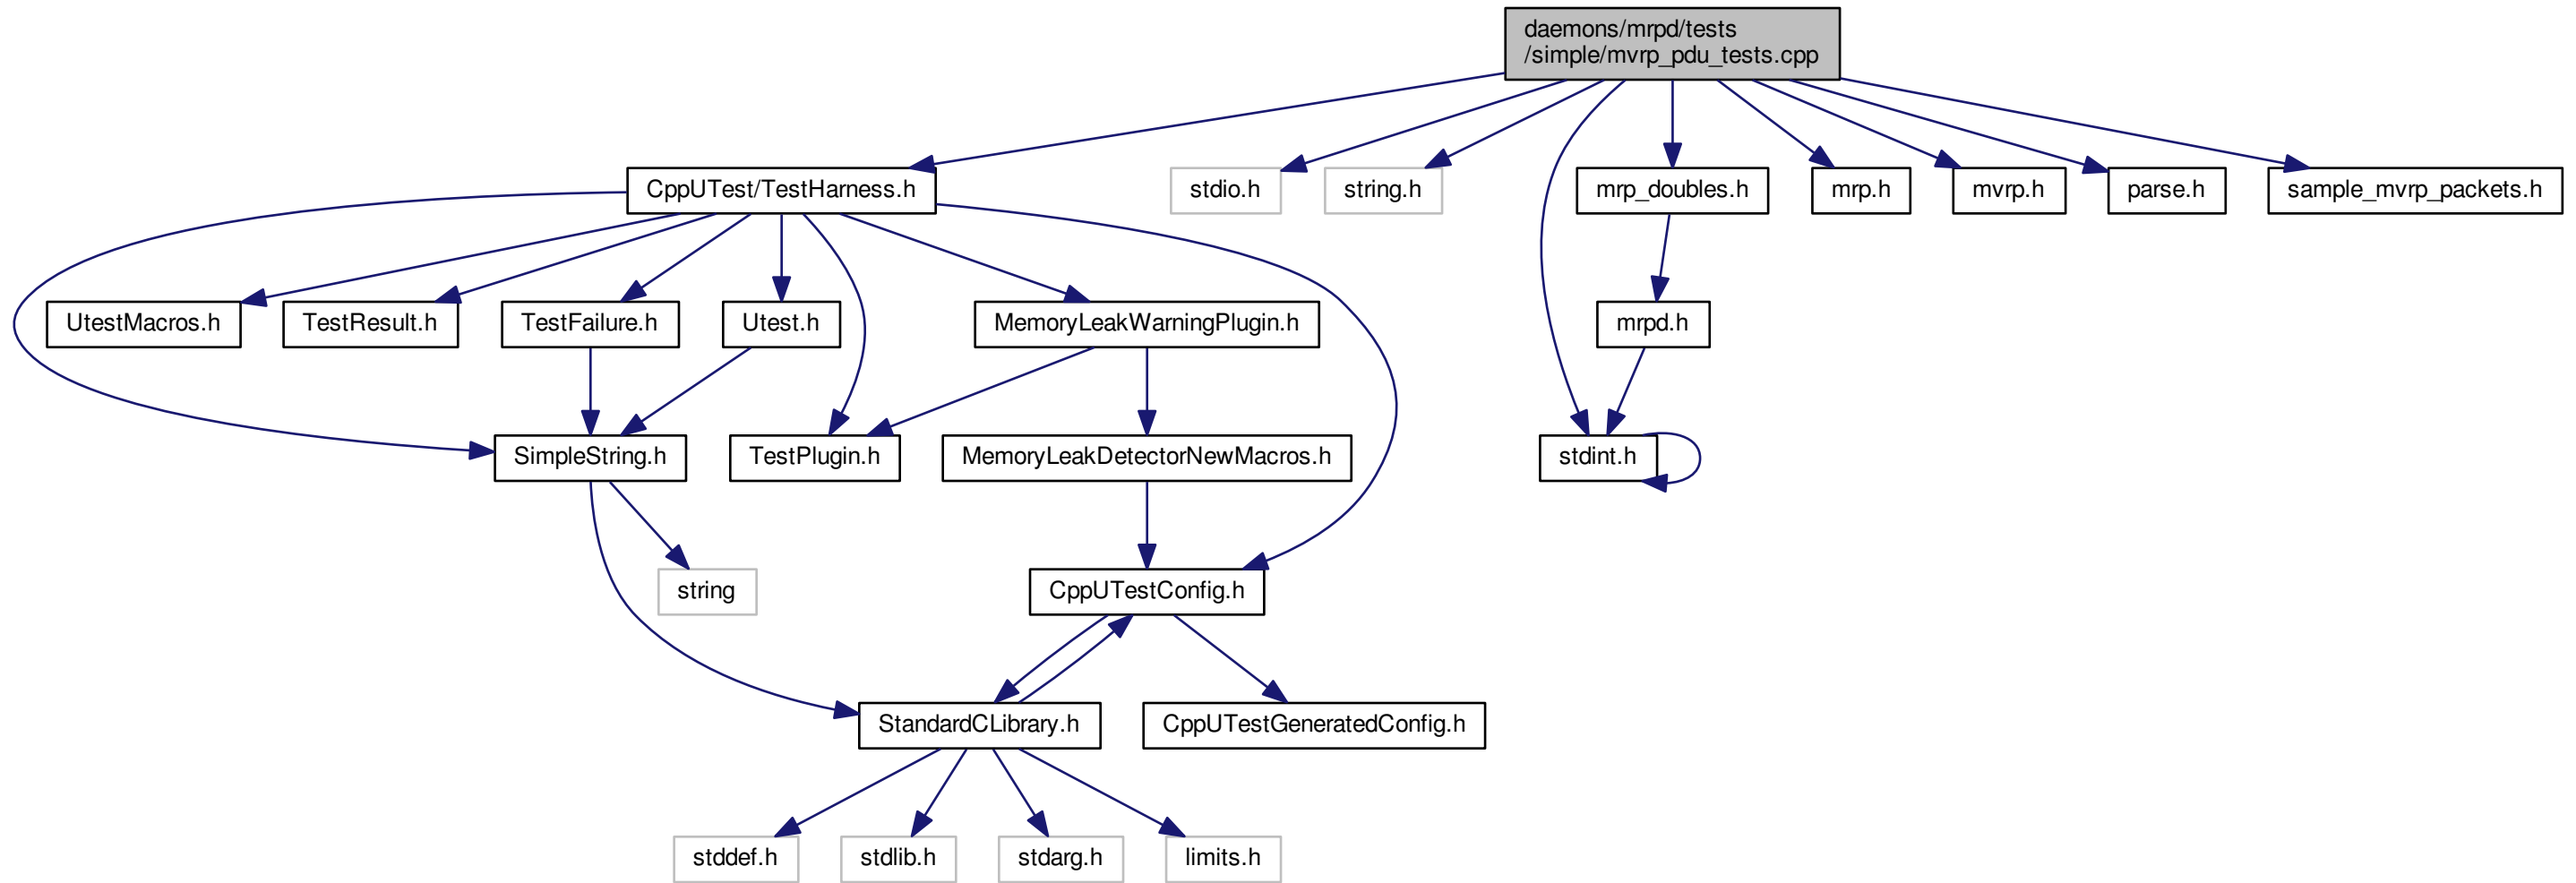 daemons/mrpd/tests
/simple/mvrp_pdu_tests.cpp
CppUTest/TestHarness.h
stdio.h
string.h
mrp_doubles.h
mrp.h
mvrp.h
parse.h
sample_mvrp_packets.h
UtestMacros.h
TestResult.h
TestFailure.h
Utest.h
MemoryLeakWarningPlugin.h
mrpd.h
SimpleString.h
TestPlugin.h
MemoryLeakDetectorNewMacros.h
stdint.h
string
CppUTestConfig.h
StandardCLibrary.h
CppUTestGeneratedConfig.h
stddef.h
stdlib.h
stdarg.h
limits.h